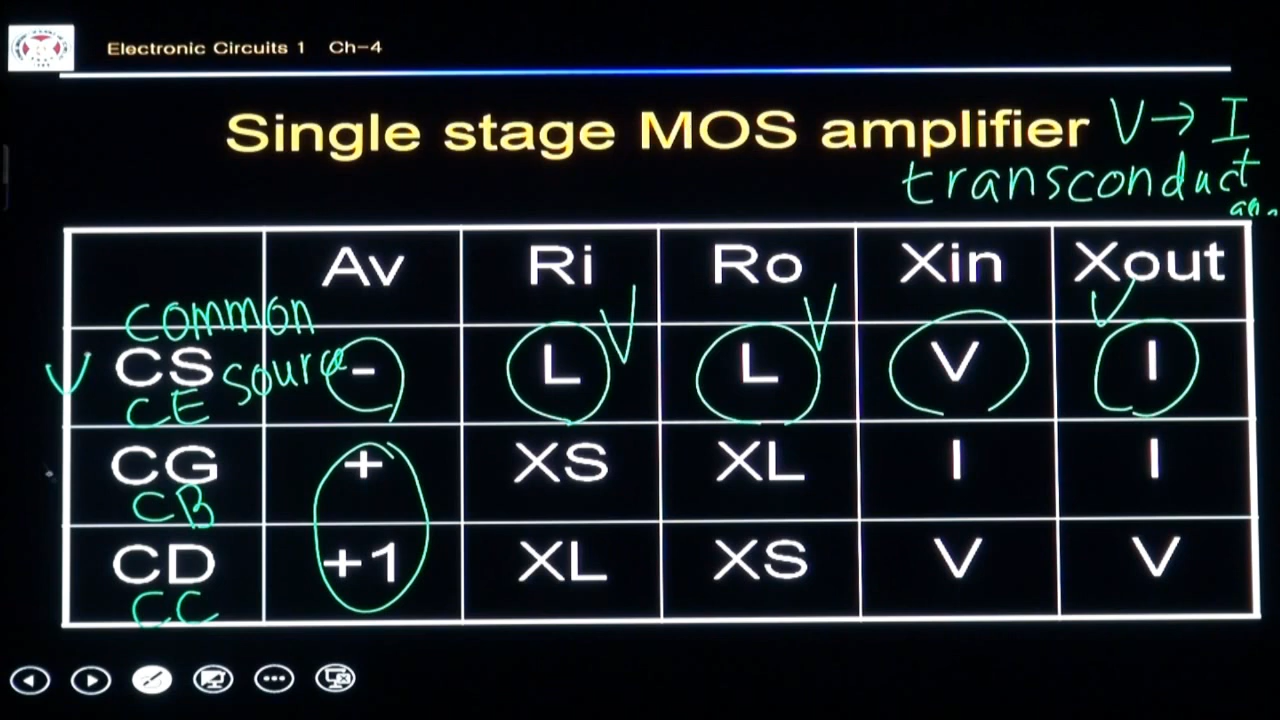 Electronic Circuits 1 Ch-4
Single stage MOS amplifier V → I
transconduct
Av Ri Ro Xin Xout
common
CS source - L L V I
CE
CG + XS XL I I
CB
CD +1 XL XS V V
CC